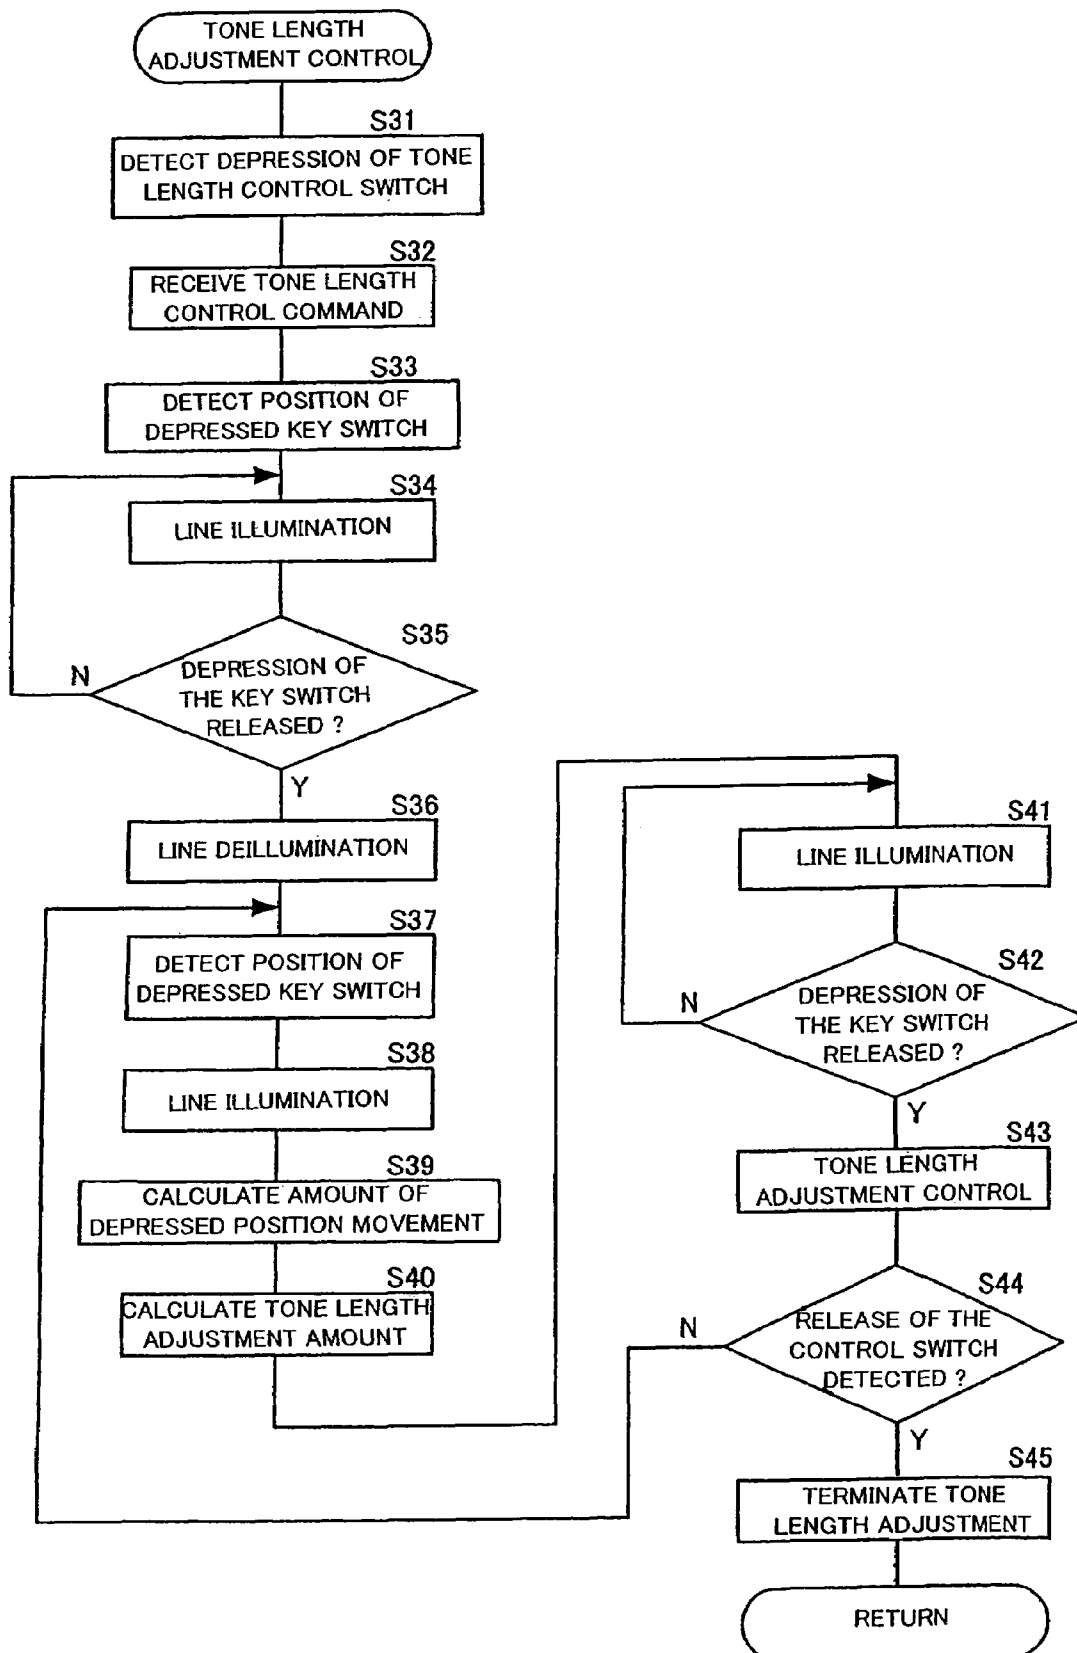 TONE LENGTH
ADJUSTMENT CONTROL
S31
DETECT DEPRESSION OF TONE
LENGTH CONTROL SWITCH
S32
RECEIVE TONE LENGTH
CONTROL COMMAND
S33
DETECT POSITION OF
DEPRESSED KEY SWITCH
S34
LINE ILLUMINATION
S35
DEPRESSION OF
THE KEY SWITCH
RELEASED ?
N
Y
S36
LINE DEILLUMINATION
S37
DETECT POSITION OF
DEPRESSED KEY SWITCH
S38
LINE ILLUMINATION
S39
CALCULATE AMOUNT OF
DEPRESSED POSITION MOVEMENT
S40
CALCULATE TONE LENGTH
ADJUSTMENT AMOUNT
S41
LINE ILLUMINATION
S42
DEPRESSION OF
THE KEY SWITCH
RELEASED ?
N
Y
S43
TONE LENGTH
ADJUSTMENT CONTROL
S44
RELEASE OF THE
CONTROL SWITCH
DETECTED ?
N
Y
S45
TERMINATE TONE
LENGTH ADJUSTMENT
RETURN